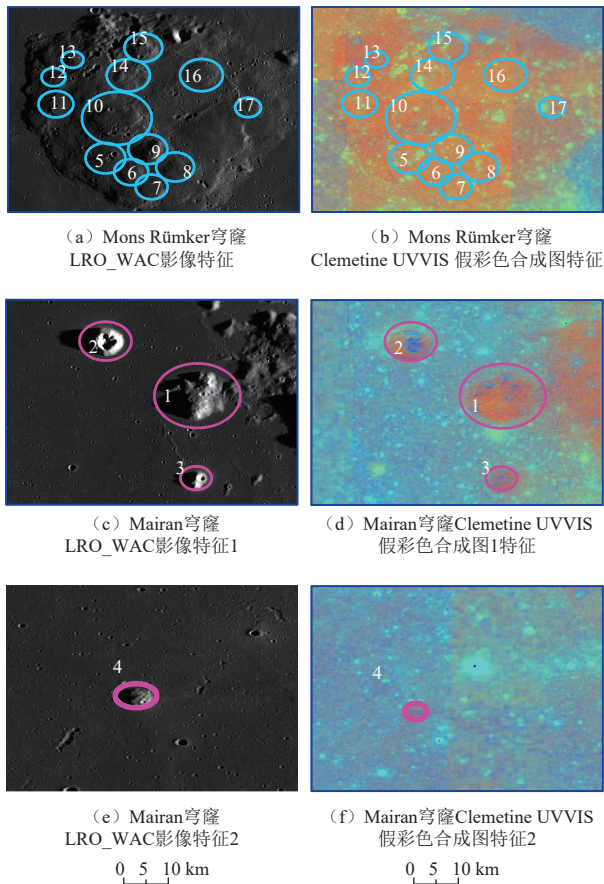 13 15
12 14 16
11 10 17
5 9
6 8
7
13 15
12 14 16
11 10 17
5 9
6 8
7
（a）Mons Rümker穹窿
LRO_WAC影像特征
（b）Mons Rümker穹窿
Clemetine UVVIS 假彩色合成图特征
2
1
3
2
1
3
（c）Mairan穹窿
LRO_WAC影像特征1
（d）Mairan穹窿Clemetine UVVIS
假彩色合成图1特征
4
4
（e）Mairan穹窿
LRO_WAC影像特征2
（f）Mairan穹窿Clemetine UVVIS
假彩色合成图特征2
0 5 10 km
0 5 10 km